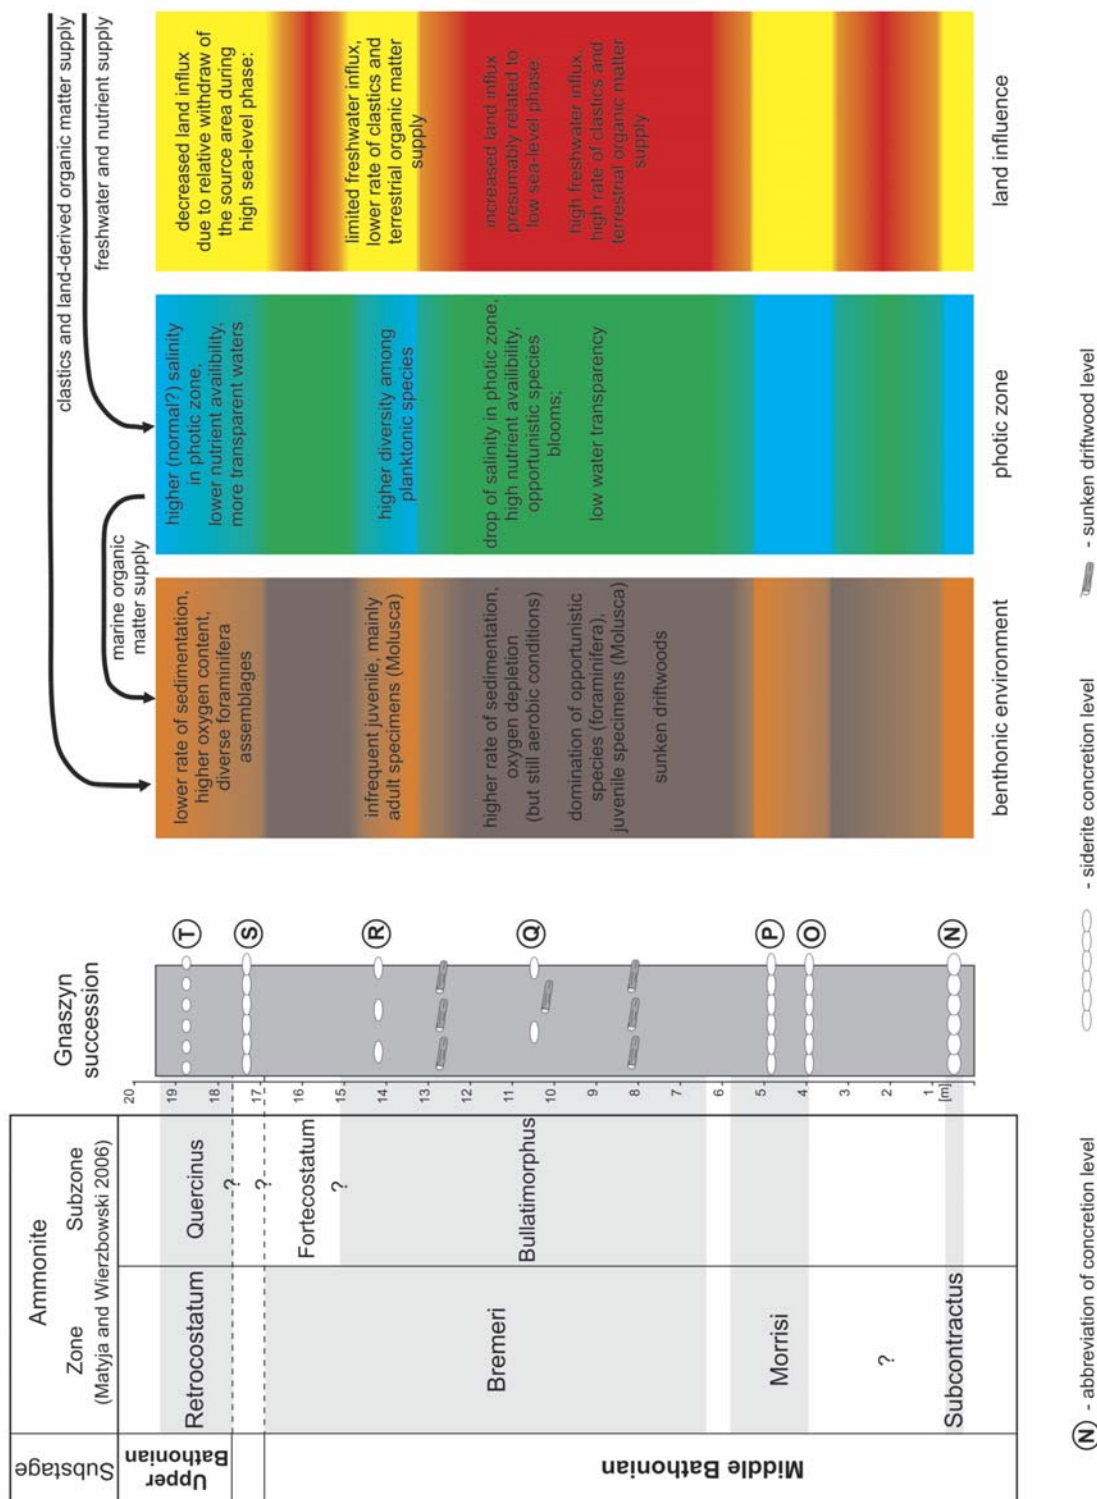 Substage
Ammonite
Zone
Subzone
(Matyja and Wierzbowski 2006)
Gnaszyn
succession
Upper
Bathonian
Middle Bathonian
Retrocostatum
Bremeri
Morrisi
?
Subcontractus
Quercinus
?
?
Fortecostatum
?
Bullatimorphus
20
19
18
17
16
15
14
13
12
11
10
9
8
7
6
5
4
3
2
1
[m]
T
S
R
Q
P
O
N
clastics and land-derived organic matter supply
freshwater and nutrient supply
marine organic
matter supply
lower rate of sedimentation,
higher oxygen content,
diverse foraminifera
assemblages
infrequent juvenile, mainly
adult specimens (Molusca)
higher rate of sedimentation,
oxygen depletion
(but still aerobic conditions)
domination of opportunistic
species (foraminifera),
juvenile specimens (Molusca)
sunken driftwoods
benthonic environment
higher (normal?) salinity
in photic zone,
lower nutrient availibility,
more transparent waters
higher diversity among
planktonic species
drop of salinity in photic zone,
high nutrient availibility,
opportunistic species
blooms;
low water transparency
photic zone
decreased land influx
due to relative withdraw of
the source area during
high sea-level phase:
limited freshwater influx,
lower rate of clastics and
terrestrial organic matter
supply
increased land influx
presumably related to
low sea-level phase:
high freshwater influx,
high rate of clastics and
terrestrial organic matter
supply
land influence
N - abbreviation of concretion level
- siderite concretion level
- sunken driftwood level